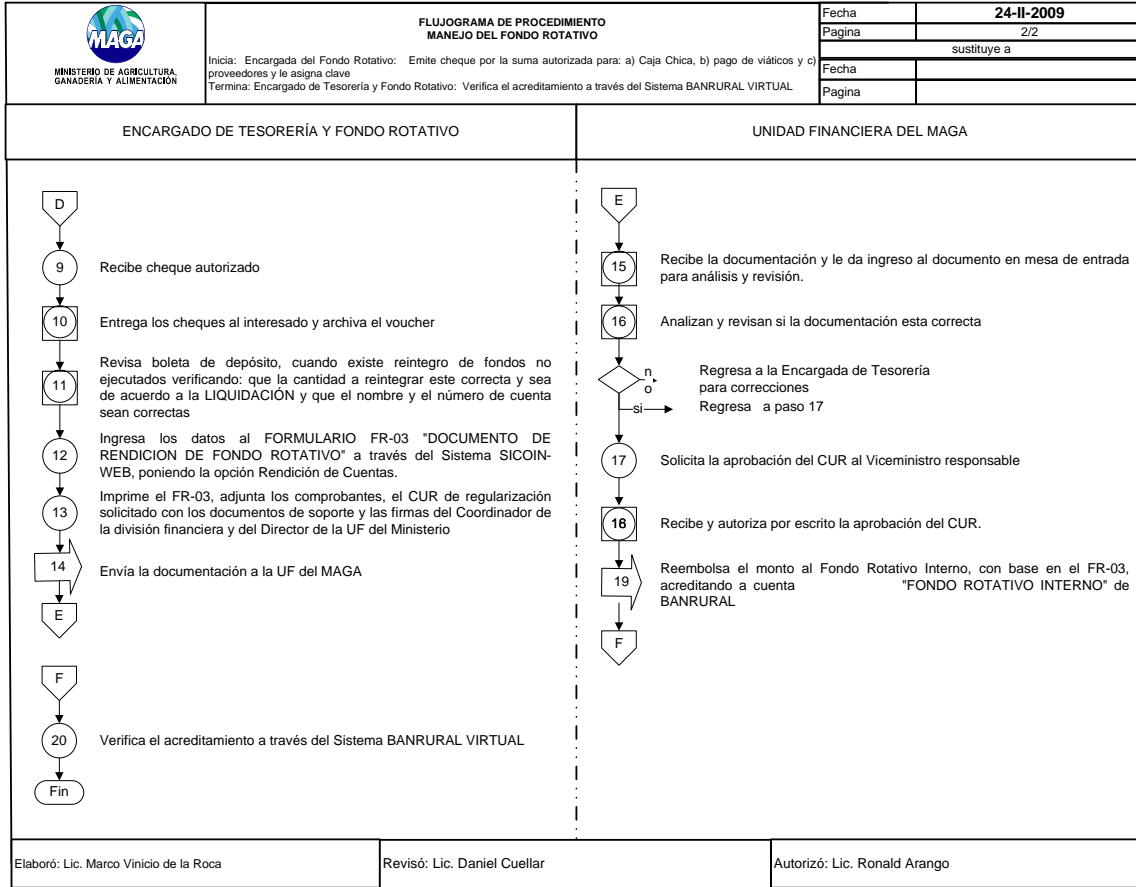 MAGA
MINISTERIO DE AGRICULTURA,
GANADERÍA Y ALIMENTACIÓN
FLUJOGRAMA DE PROCEDIMIENTO
MANEJO DEL FONDO ROTATIVO
Inicia: Encargada del Fondo Rotativo: Emite cheque por la suma autorizada para: a) Caja Chica, b) pago de viáticos y c)
proveedores y le asigna clave
Termina: Encargado de Tesorería y Fondo Rotativo: Verifica el acreditamiento a través del Sistema BANRURAL VIRTUAL
Fecha 24-II-2009
Pagina 2/2
sustituye a
Fecha
Pagina
ENCARGADO DE TESORERÍA Y FONDO ROTATIVO
D
9 Recibe cheque autorizado
10 Entrega los cheques al interesado y archiva el voucher
Revisa boleta de depósito, cuando existe reintegro de fondos no
11 ejecutados verificando: que la cantidad a reintegrar este correcta y sea
de acuerdo a la LIQUIDACIÓN y que el nombre y el número de cuenta
sean correctas
Ingresa los datos al FORMULARIO FR-03 "DOCUMENTO DE
12 RENDICION DE FONDO ROTATIVO" a través del Sistema SICOIN-
WEB, poniendo la opción Rendición de Cuentas.
Imprime el FR-03, adjunta los comprobantes, el CUR de regularización
13 solicitado con los documentos de soporte y las firmas del Coordinador de
la división financiera y del Director de la UF del Ministerio
14 Envía la documentación a la UF del MAGA
E
F
20 Verifica el acreditamiento a través del Sistema BANRURAL VIRTUAL
Fin
UNIDAD FINANCIERA DEL MAGA
E
15 Recibe la documentación y le da ingreso al documento en mesa de entrada
para análisis y revisión.
16 Analizan y revisan si la documentación esta correcta
n
o
Regresa a la Encargada de Tesorería
para correcciones
si Regresa a paso 17
17 Solicita la aprobación del CUR al Viceministro responsable
Recibe y autoriza por escrito la aprobación del CUR.
Reembolsa el monto al Fondo Rotativo Interno, con base en el FR-03,
19 acreditando a cuenta "FONDO ROTATIVO INTERNO" de
BANRURAL
F
Elaboró: Lic. Marco Vinicio de la Roca
Revisó: Lic. Daniel Cuellar
Autorizó: Lic. Ronald Arango